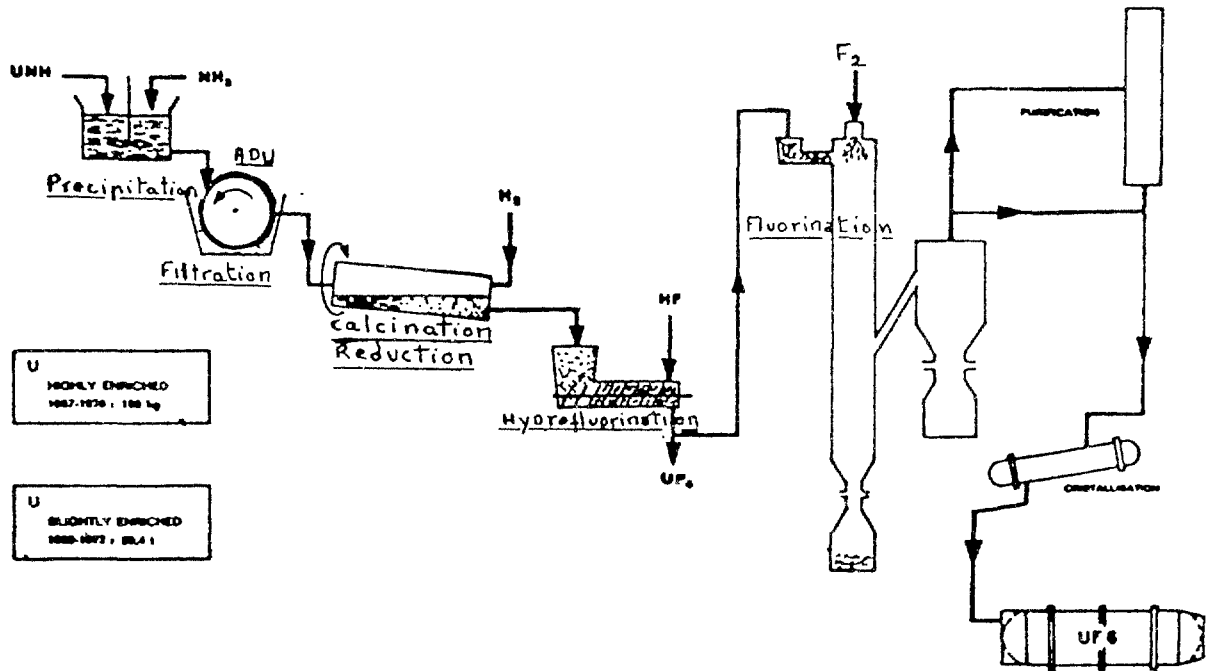 F₂
UNH
NH₃
PURIFICATION
ADU
Precipitation
H₂
Fluorination
Filtration
HF
Calcination
Reduction
U
HIGHLY ENRICHED
Hydrofluorination
UF₄
CRISTALLISATION
U
SLIGHTLY ENRICHED
UF6